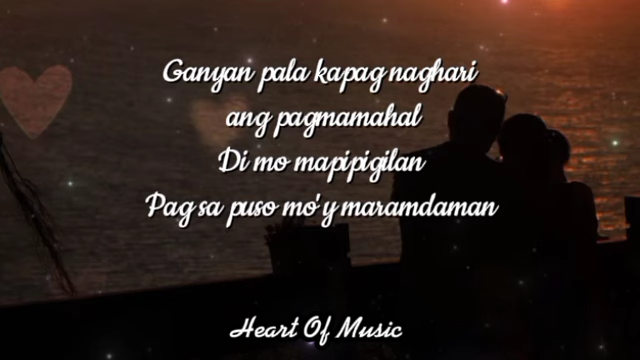 Ganyan pala kapag naghari
ang pagmamahal
Di mo mapipigilan
Pag sa puso mo'y maramdaman
Heart Of Music